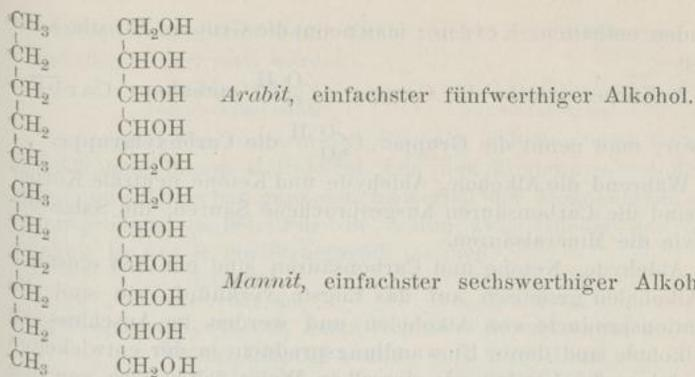 CH₃ CH₂OH
CH₂ CHOH
CH₂ CHOH Arabit, einfachster fünfwerthiger Alkohol.
CH₂ CHOH
CH₃ CH₂OH
CH₃ CH₂OH
CH₂ CHOH
CH₂ CHOH
Mannit, einfachster sechswerthiger Alkoh
CH₂ CHOH
CH₂ CHOH
CH₃ CH₂OH